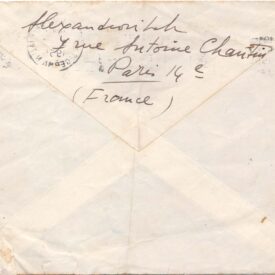 Alexandrovitch
7 rue Antoine Chantin
Paris 14e
(France)